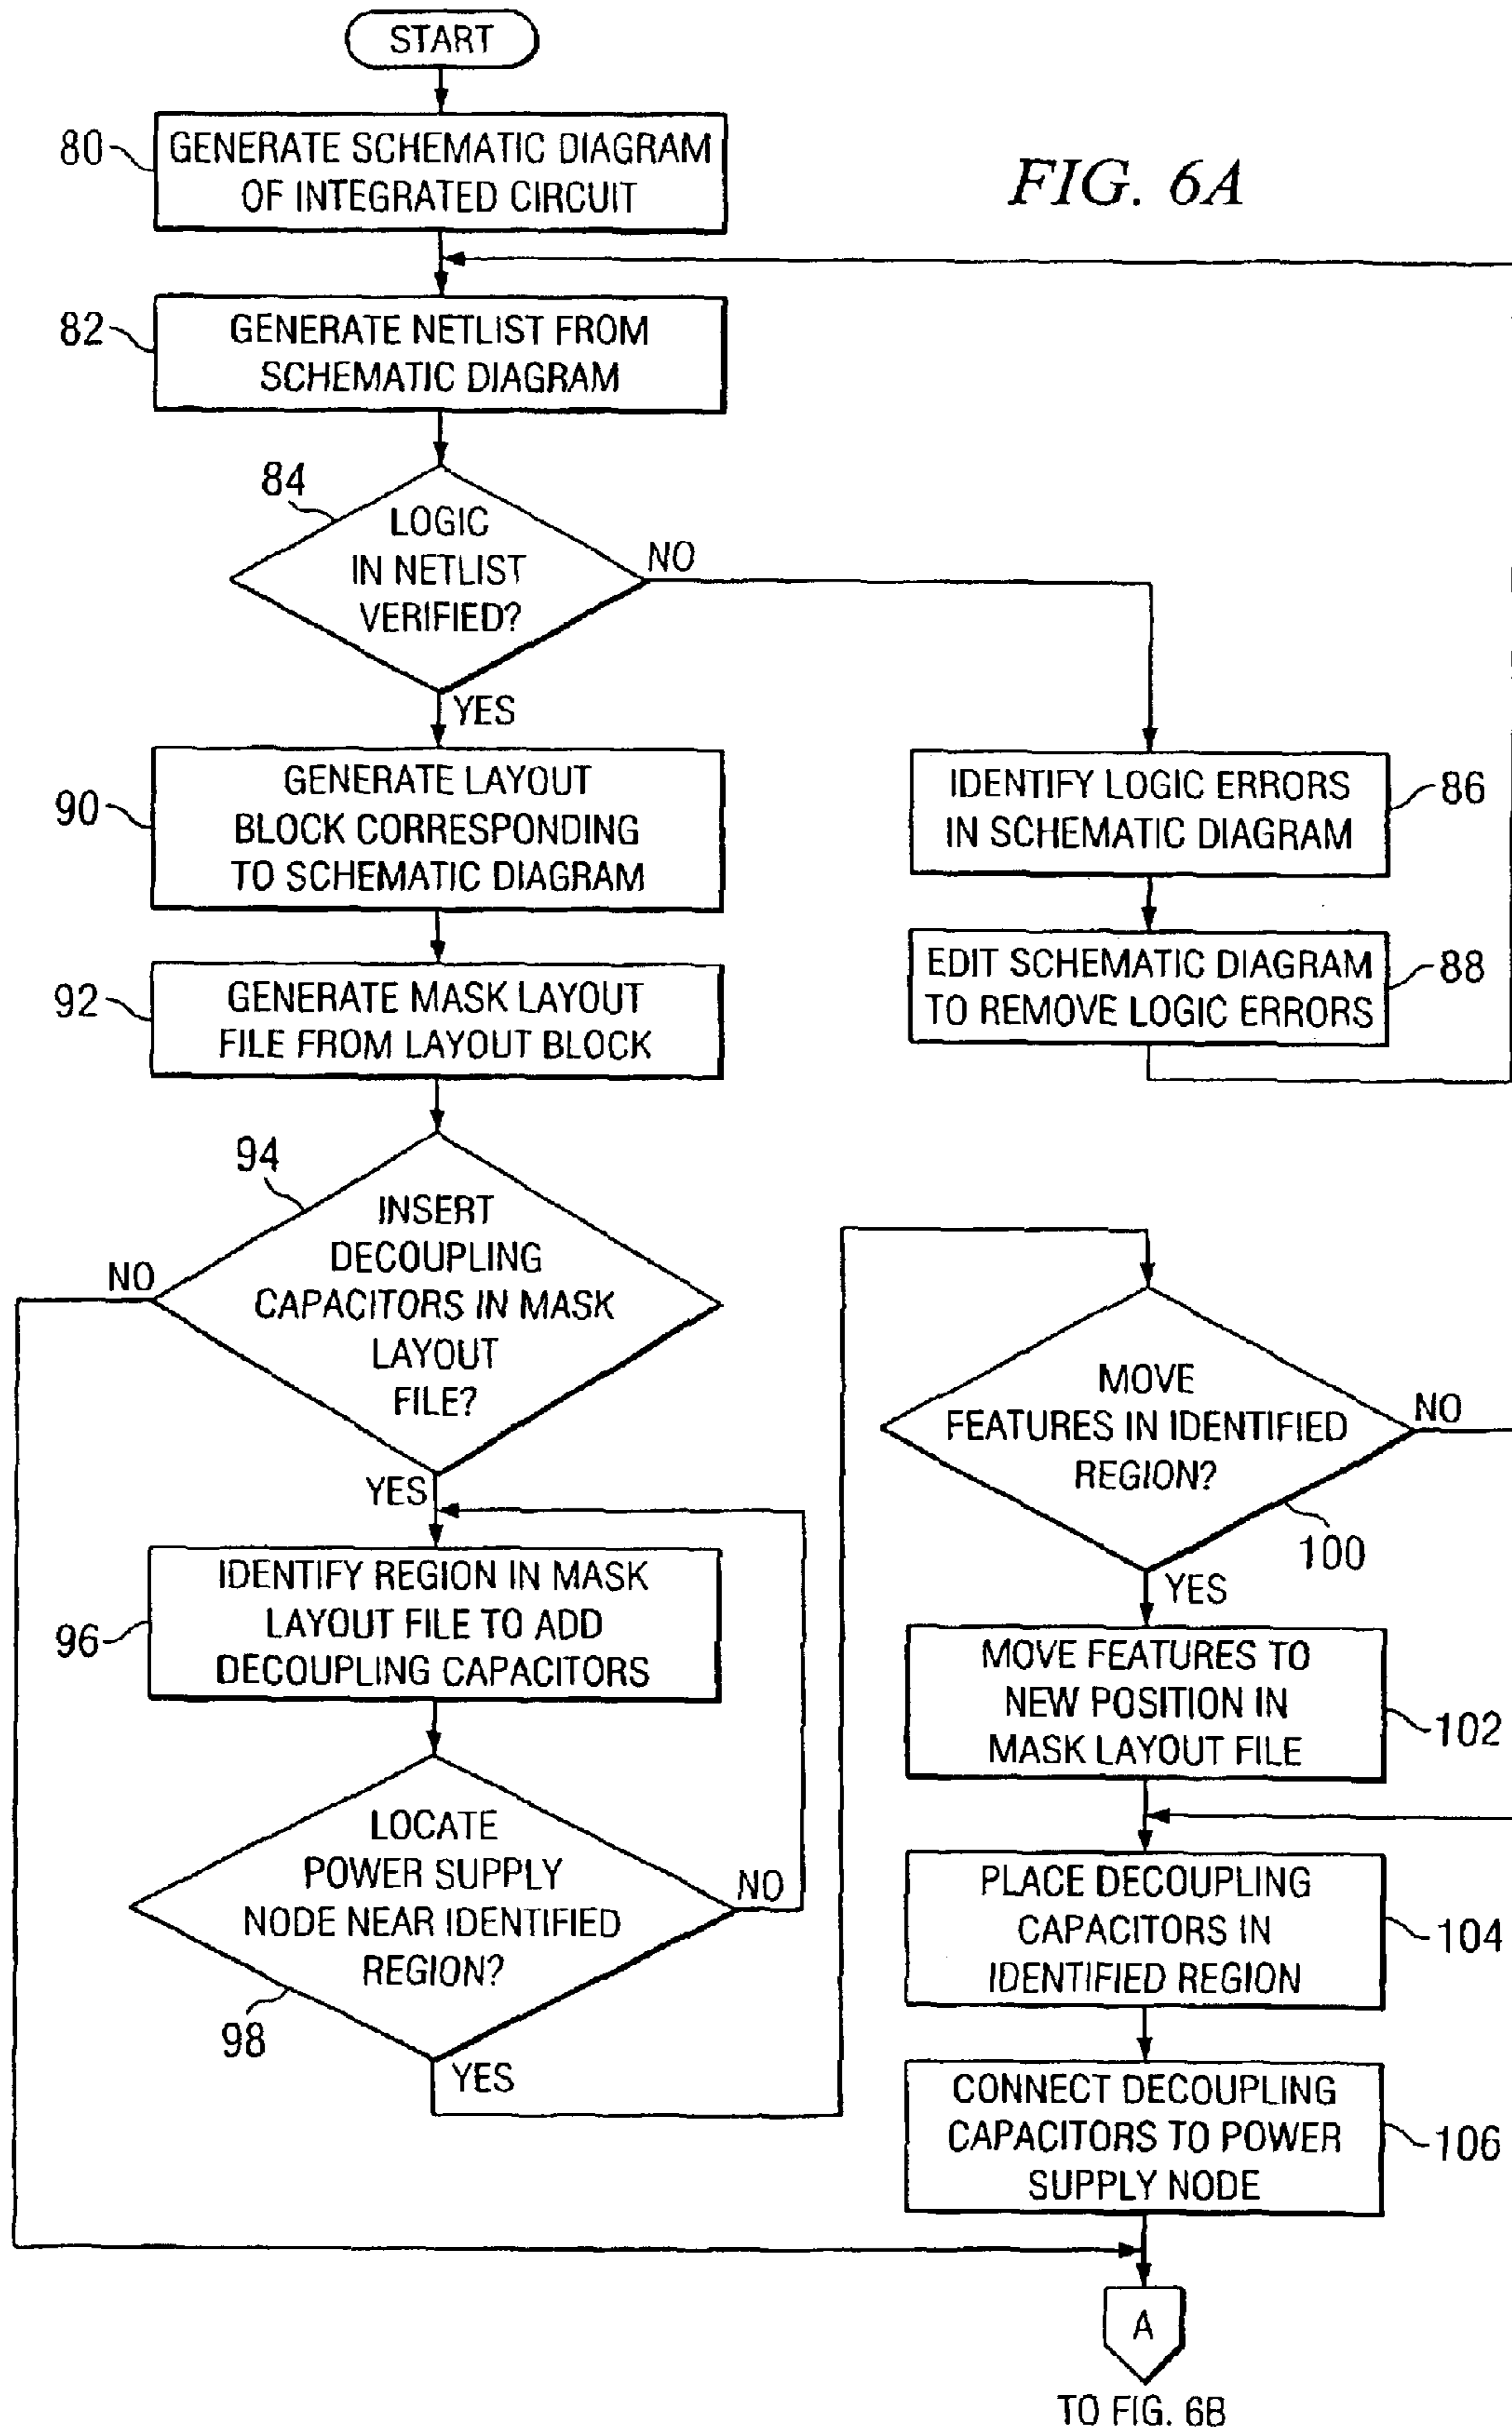 START
80
GENERATE SCHEMATIC DIAGRAM
OF INTEGRATED CIRCUIT
FIG. 6A
82
GENERATE NETLIST FROM
SCHEMATIC DIAGRAM
84
LOGIC
IN NETLIST
VERIFIED?
NO
YES
90
GENERATE LAYOUT
BLOCK CORRESPONDING
TO SCHEMATIC DIAGRAM
IDENTIFY LOGIC ERRORS
IN SCHEMATIC DIAGRAM
86
92
GENERATE MASK LAYOUT
FILE FROM LAYOUT BLOCK
EDIT SCHEMATIC DIAGRAM
TO REMOVE LOGIC ERRORS
88
94
INSERT
DECOUPLING
CAPACITORS IN MASK
LAYOUT
FILE?
NO
YES
96
IDENTIFY REGION IN MASK
LAYOUT FILE TO ADD
DECOUPLING CAPACITORS
LOCATE
POWER SUPPLY
NODE NEAR IDENTIFIED
REGION?
NO
98
YES
MOVE
FEATURES IN IDENTIFIED
REGION?
NO
100
YES
MOVE FEATURES TO
NEW POSITION IN
MASK LAYOUT FILE
102
PLACE DECOUPLING
CAPACITORS IN
IDENTIFIED REGION
104
CONNECT DECOUPLING
CAPACITORS TO POWER
SUPPLY NODE
106
A
TO FIG. 6B